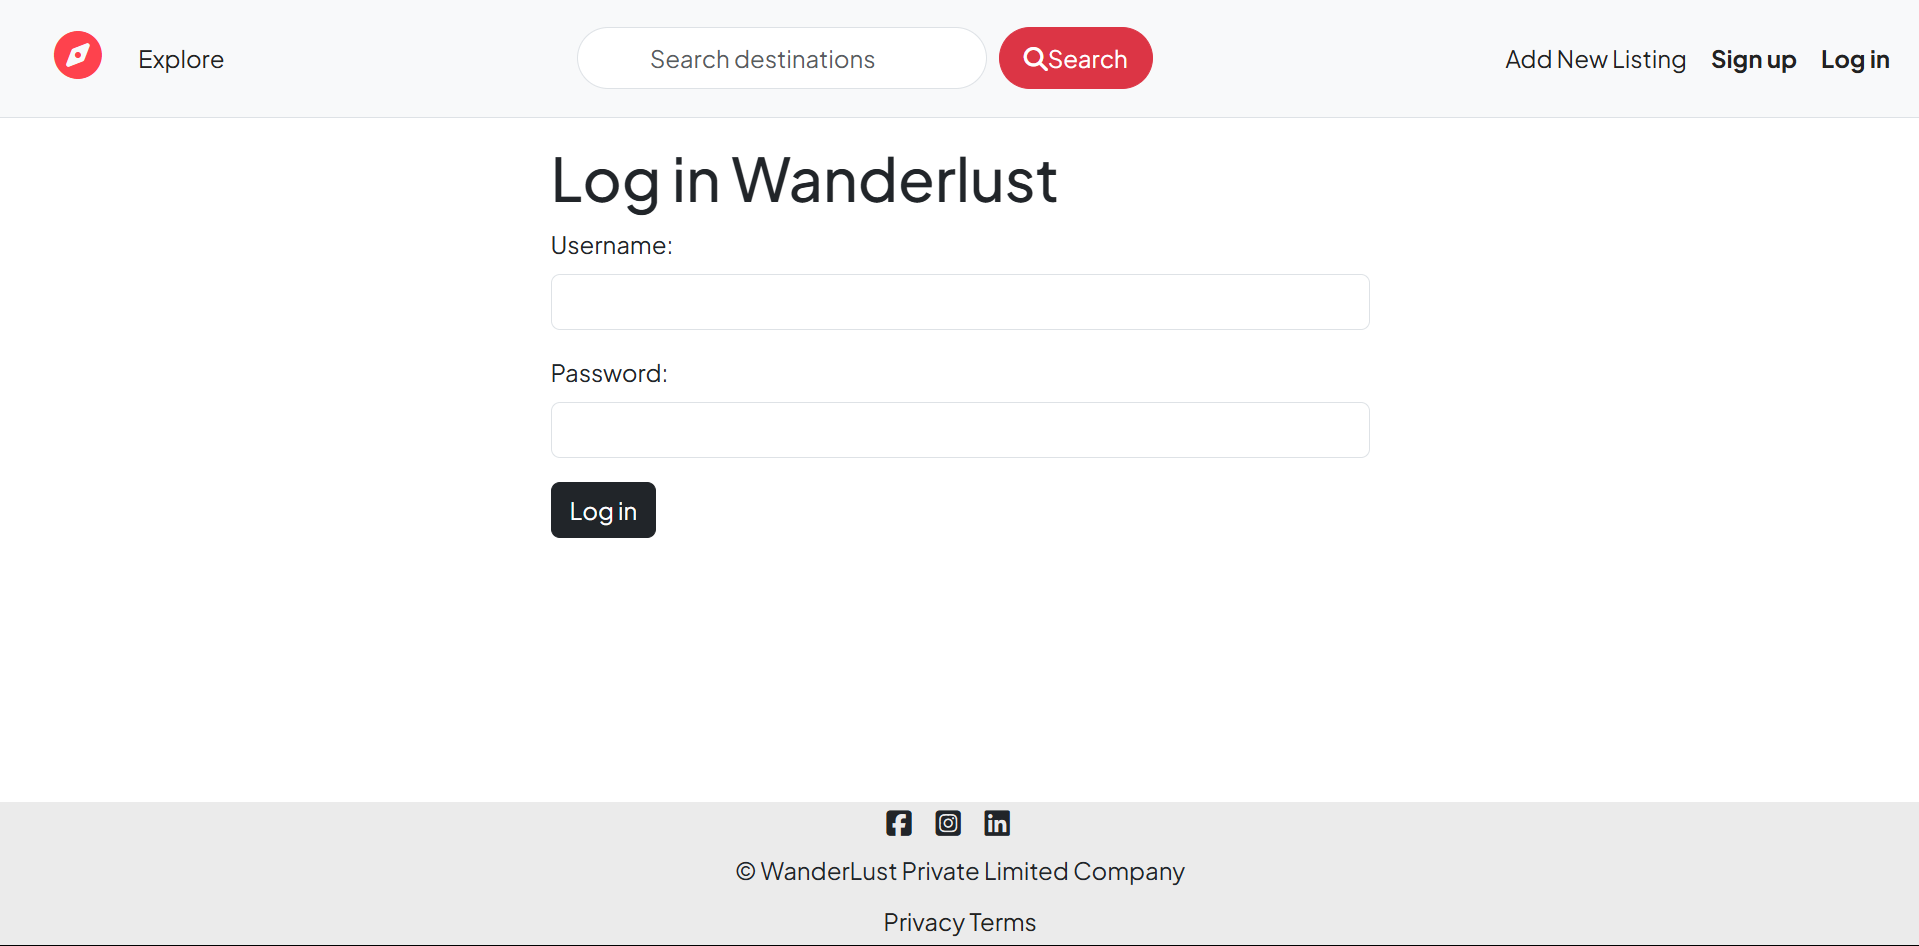 Explore Search destinations Search Add New Listing Sign up Log in
Log in Wanderlust
Username:
Password:
Log in
© WanderLust Private Limited Company
Privacy Terms